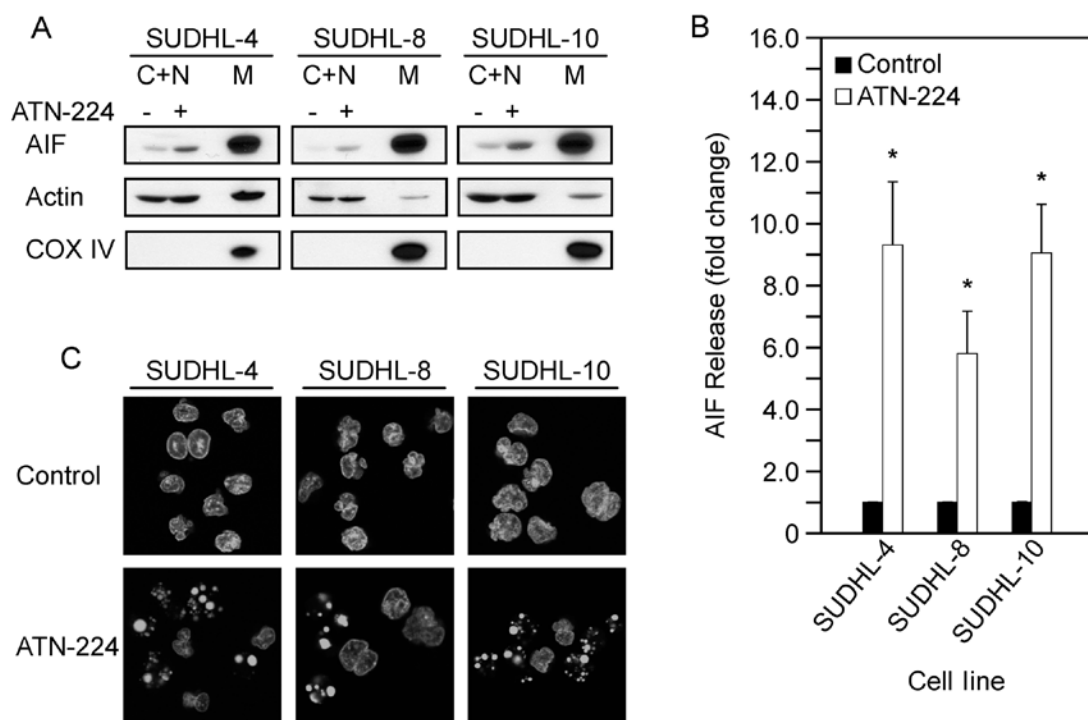 A
SUDHL-4 SUDHL-8 SUDHL-10
C+N M C+N M C+N M
ATN-224 - + - + - +
AIF
Actin
COX IV
B
16.0
14.0
12.0
10.0
8.0
6.0
4.0
2.0
0
AIF Release (fold change)
Control
ATN-224
* * *
SUDHL-4 SUDHL-8 SUDHL-10
Cell line
C
SUDHL-4 SUDHL-8 SUDHL-10
Control
ATN-224